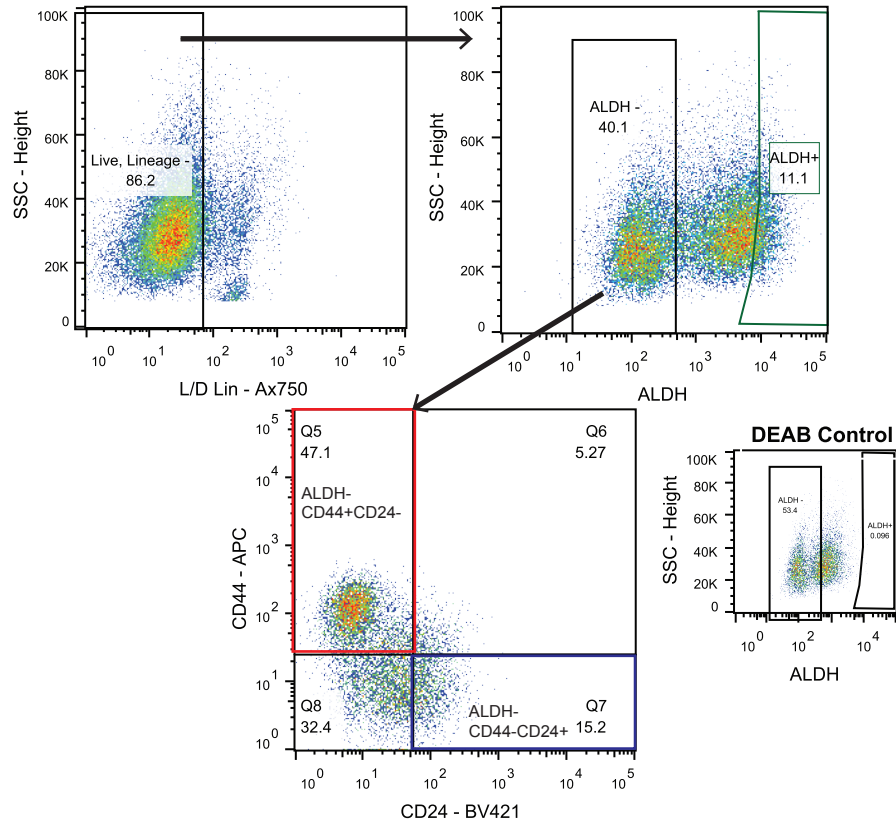 100K
80K
60K
40K
20K
0
SSC - Height
Live, Lineage -
86.2
10^0 10^1 10^2 10^3 10^4 10^5
L/D Lin - Ax750
100K
80K
60K
40K
20K
0
SSC - Height
ALDH -
40.1
ALDH+
11.1
10^0 10^1 10^2 10^3 10^4 10^5
ALDH
10^5
10^4
10^3
10^2
10^1
10^0
CD44 - APC
Q5
47.1
ALDH-
CD44+CD24-
Q6
5.27
Q8
32.4
ALDH-
CD44-CD24+
Q7
15.2
10^0 10^1 10^2 10^3 10^4 10^5
CD24 - BV421
DEAB Control
100K
80K
60K
40K
20K
0
SSC - Height
ALDH -
53.4
ALDH+
0.096
10^0 10^2 10^4
ALDH